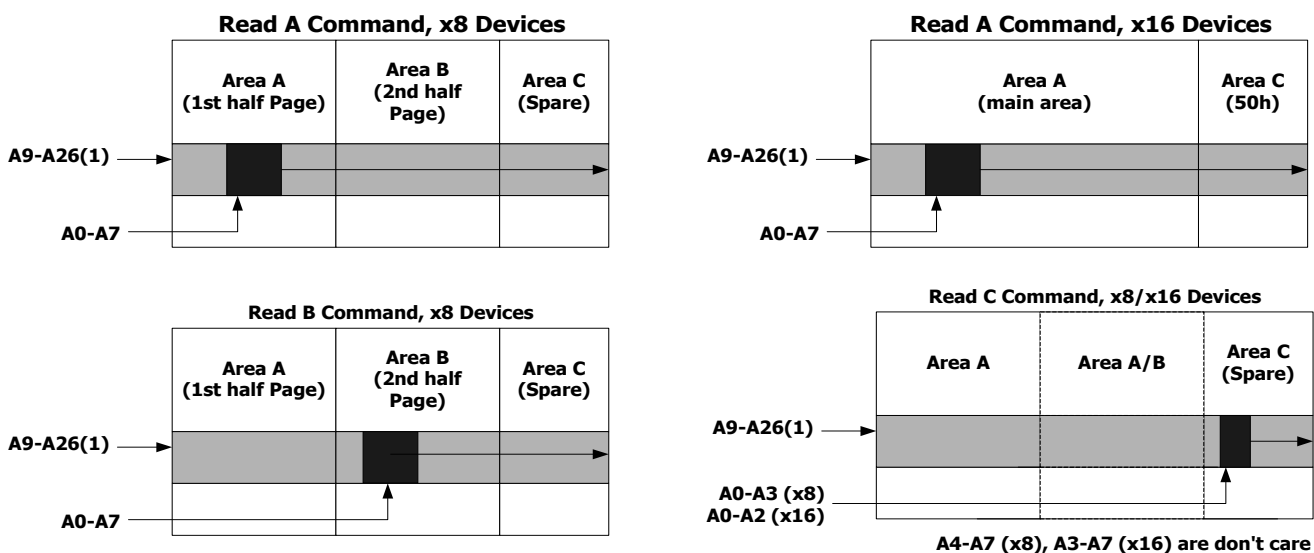 Read A Command, x8 Devices
Area A
(1st half Page)
Area B
(2nd half
Page)
Area C
(Spare)
A9-A26(1)
A0-A7
Read A Command, x16 Devices
Area A
(main area)
Area C
(50h)
A9-A26(1)
A0-A7
Read B Command, x8 Devices
Area A
(1st half Page)
Area B
(2nd half
Page)
Area C
(Spare)
A9-A26(1)
A0-A7
Read C Command, x8/x16 Devices
Area A
Area A/B
Area C
(Spare)
A9-A26(1)
A0-A3 (x8)
A0-A2 (x16)
A4-A7 (x8), A3-A7 (x16) are don't care